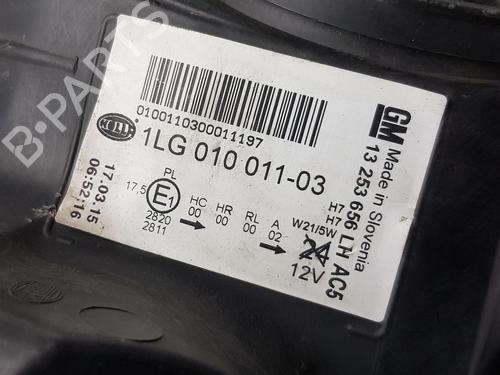 0100110300011197
HELLA
1LG 010 011-03
17.03.15
06:52:16
PL
17,5
E1
2820
2811
HC
00
HR
00
RL
00
A
02
H7
H7
W21/5W
24
12V
GM
Made in Slovenia
13 253 656 LH AC5
B-PARTS